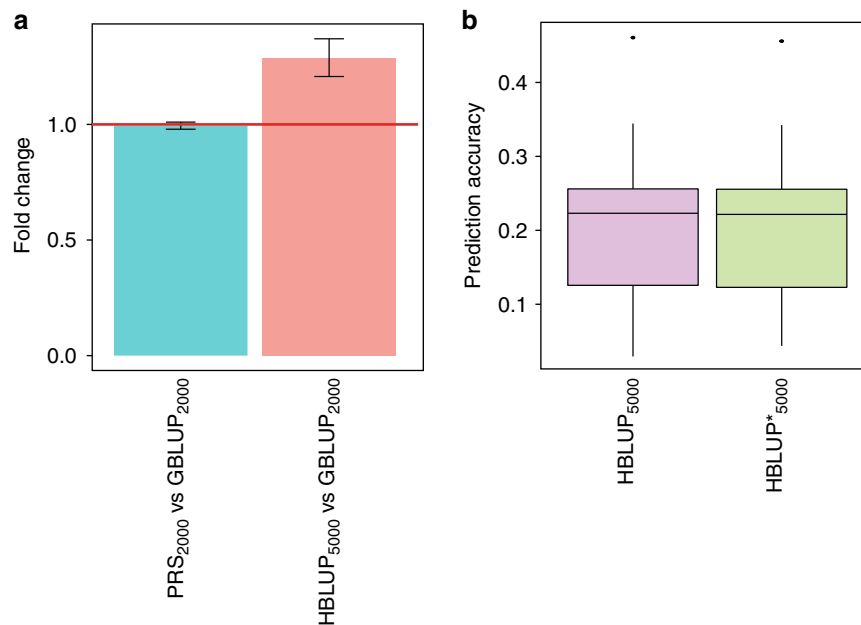 a
Fold change
1.0
0.5
0.0
PRS2000 vs GBLUP2000
HBLUP5000 vs GBLUP2000
b
Prediction accuracy
0.4
0.3
0.2
0.1
HBLUP5000
HBLUP*5000